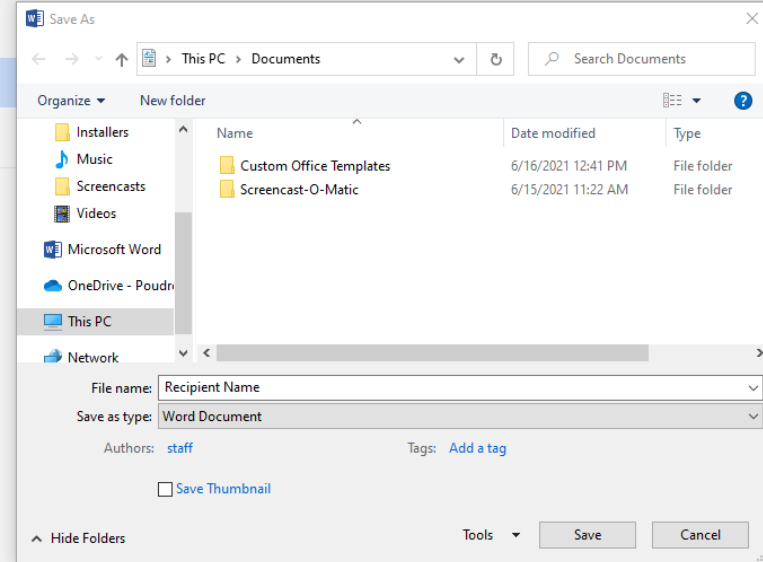 Save As
This PC > Documents
Search Documents
Organize
New folder
?
Installers
Music
Screencasts
Videos
Microsoft Word
OneDrive - Poudr
This PC
Network
Name Date modified Type
Custom Office Templates 6/16/2021 12:41 PM File folder
Screencast-O-Matic 6/15/2021 11:22 AM File folder
File name: Recipient Name
Save as type: Word Document
Authors: staff Tags: Add a tag
Save Thumbnail
Hide Folders Tools Save Cancel